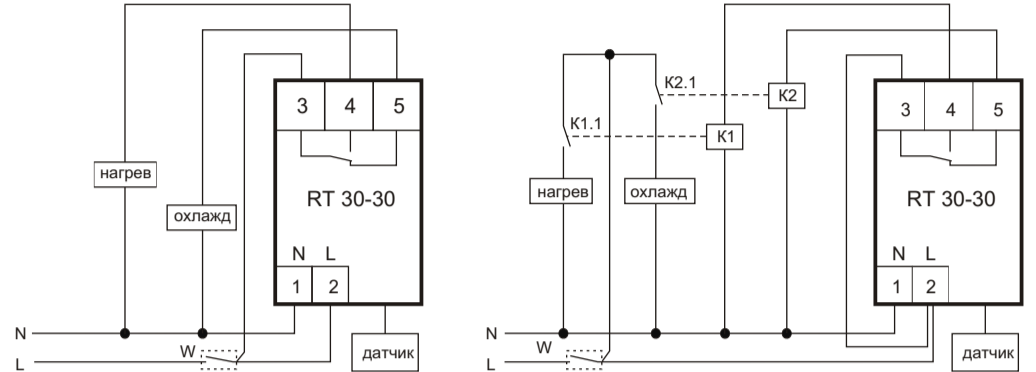 3 4 5
нагрев
охлажд
RT 30-30
N L
1 2
N
W
L
датчик
K2.1
K2
K1.1
K1
3 4 5
нагрев
охлажд
RT 30-30
N L
1 2
N
W
L
датчик